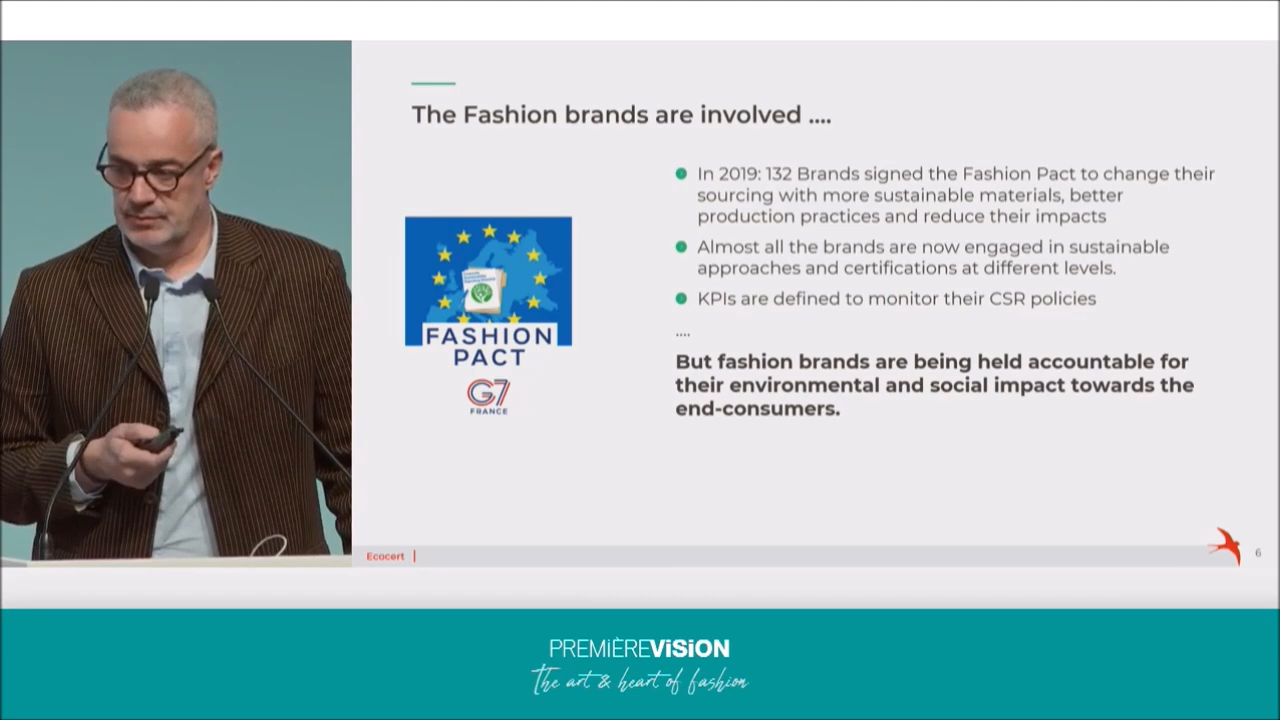 The Fashion brands are involved ....
In 2019: 132 Brands signed the Fashion Pact to change their
sourcing with more sustainable materials, better
production practices and reduce their impacts
Almost all the brands are now engaged in sustainable
approaches and certifications at different levels.
KPIs are defined to monitor their CSR policies
....
But fashion brands are being held accountable for
their environmental and social impact towards the
end-consumers.
FASHION
PACT
G7
FRANCE
Ecocert
6
PREMIÈREVISION
The art & heart of fashion